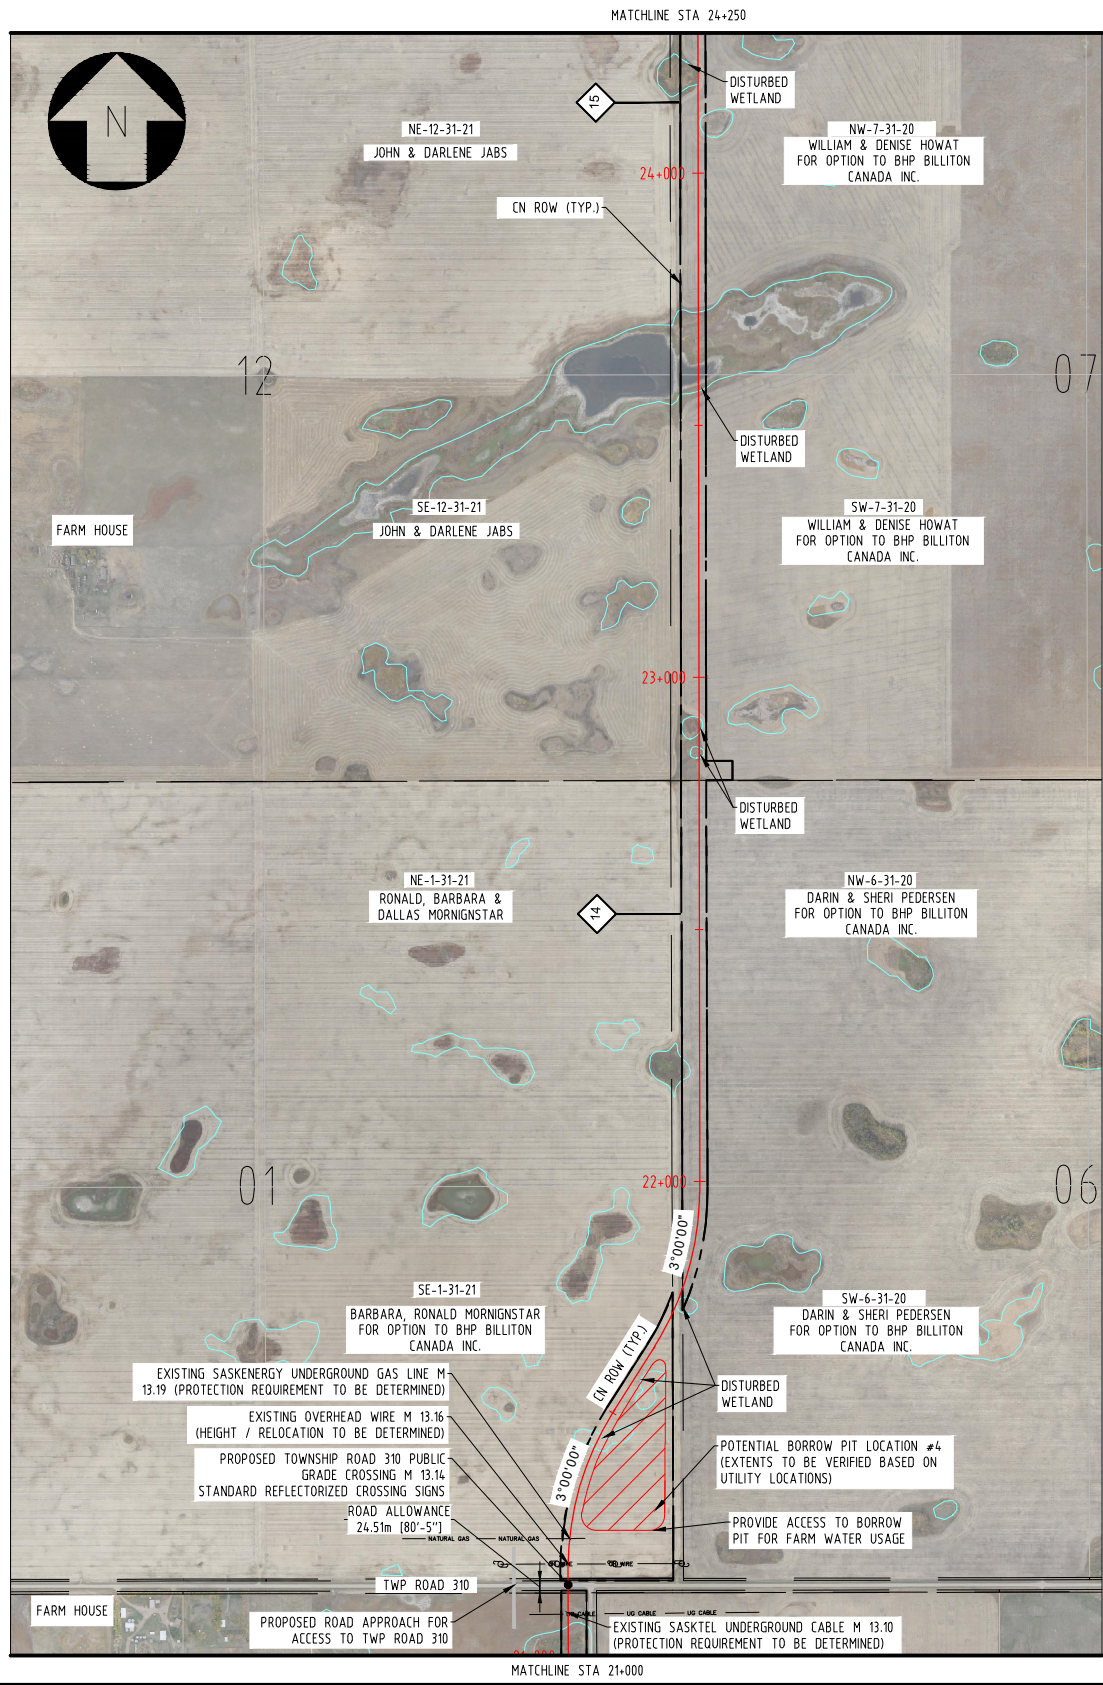 MATCHLINE STA 24+250
N
15
DISTURBED
WETLAND
NE-12-31-21
JOHN & DARLENE JABS
NW-7-31-20
WILLIAM & DENISE HOWAT
FOR OPTION TO BHP BILLITON
CANADA INC.
24+000
CN ROW (TYP.)
12
07
DISTURBED
WETLAND
SE-12-31-21
JOHN & DARLENE JABS
SW-7-31-20
WILLIAM & DENISE HOWAT
FOR OPTION TO BHP BILLITON
CANADA INC.
FARM HOUSE
23+000
DISTURBED
WETLAND
NE-1-31-21
RONALD, BARBARA &
DALLAS MORNIGNSTAR
14
NW-6-31-20
DARIN & SHERI PEDERSEN
FOR OPTION TO BHP BILLITON
CANADA INC.
01
22+000
06
3°00'00"
SE-1-31-21
BARBARA, RONALD MORNIGNSTAR
FOR OPTION TO BHP BILLITON
CANADA INC.
SW-6-31-20
DARIN & SHERI PEDERSEN
FOR OPTION TO BHP BILLITON
CANADA INC.
CN ROW (TYP.)
EXISTING SASKENERGY UNDERGROUND GAS LINE M
13.19 (PROTECTION REQUIREMENT TO BE DETERMINED)
DISTURBED
WETLAND
EXISTING OVERHEAD WIRE M 13.16
(HEIGHT / RELOCATION TO BE DETERMINED)
PROPOSED TOWNSHIP ROAD 310 PUBLIC
GRADE CROSSING M 13.14
STANDARD REFLECTORIZED CROSSING SIGNS
3°00'00"
POTENTIAL BORROW PIT LOCATION #4
(EXTENTS TO BE VERIFIED BASED ON
UTILITY LOCATIONS)
ROAD ALLOWANCE
24.51m [80'-5"]
PROVIDE ACCESS TO BORROW
PIT FOR FARM WATER USAGE
NATURAL GAS
NATURAL GAS
TWP ROAD 310
FARM HOUSE
UG CABLE
UG CABLE
PROPOSED ROAD APPROACH FOR
ACCESS TO TWP ROAD 310
EXISTING SASKTEL UNDERGROUND CABLE M 13.10
(PROTECTION REQUIREMENT TO BE DETERMINED)
MATCHLINE STA 21+000